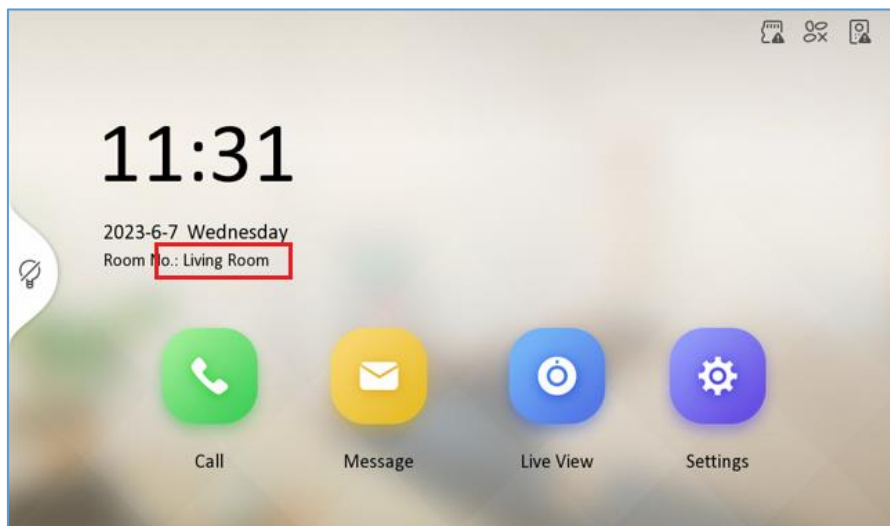 11:31
2023-6-7 Wednesday
Room No.: Living Room
Call
Message
Live View
Settings